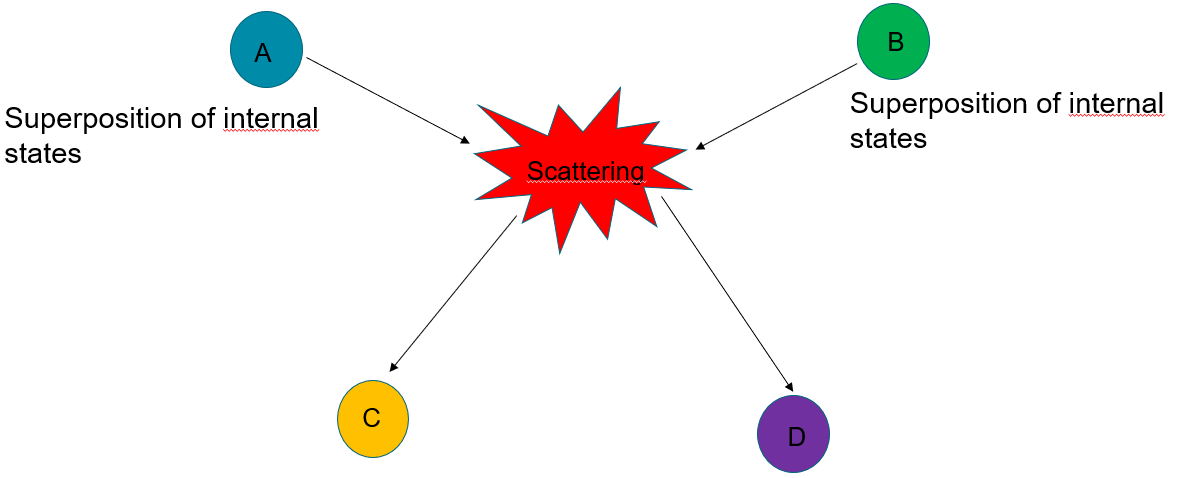 A
B
Superposition of internal
states
Superposition of internal
states
Scattering
C
D